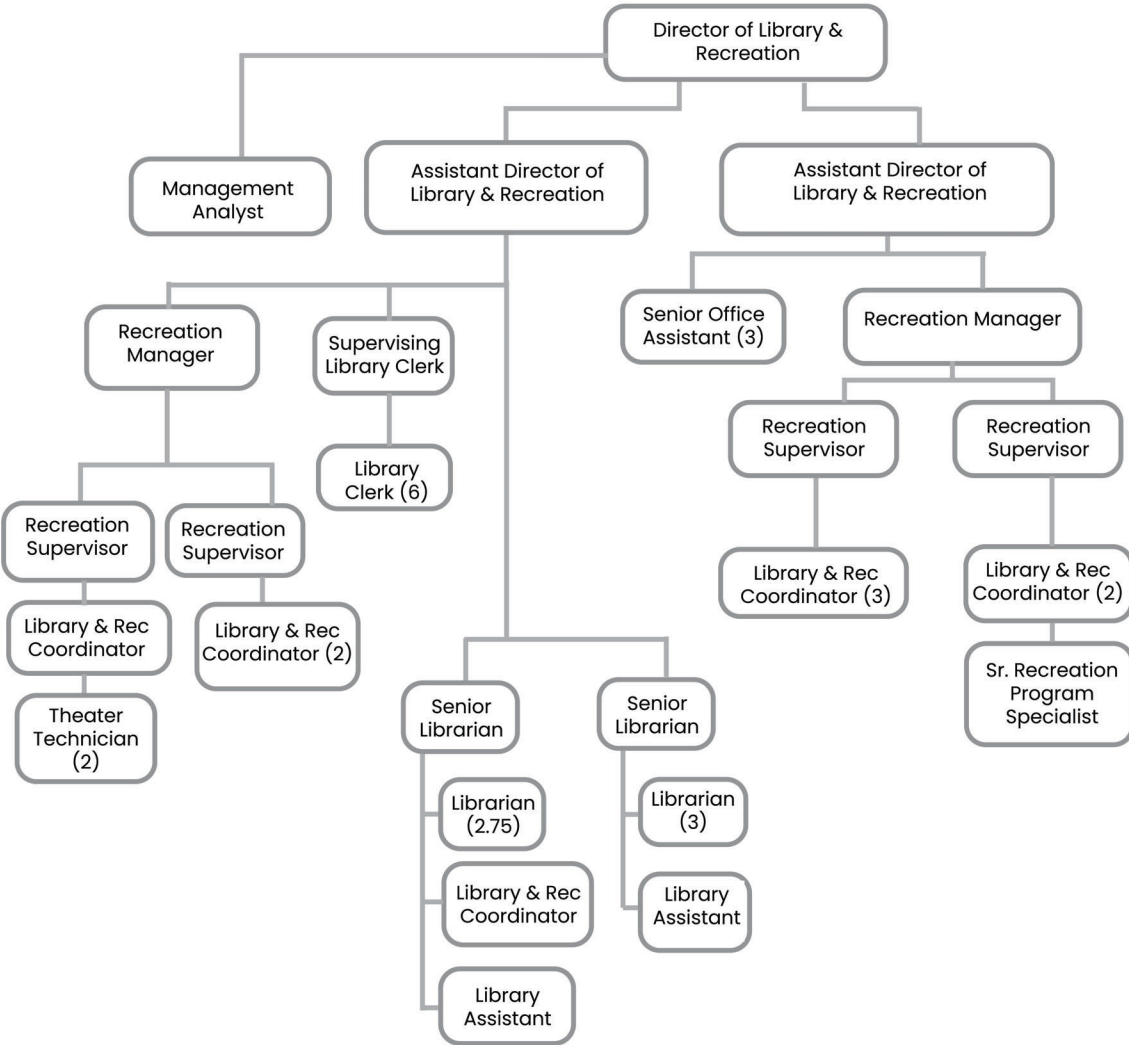 Director of Library &
Recreation
Management
Analyst
Assistant Director of
Library & Recreation
Assistant Director of
Library & Recreation
Recreation
Manager
Supervising
Library Clerk
Library
Clerk (6)
Recreation
Supervisor
Library & Rec
Coordinator
Theater
Technician
(2)
Recreation
Supervisor
Library & Rec
Coordinator (2)
Senior
Librarian
Librarian
(2.75)
Library & Rec
Coordinator
Library
Assistant
Senior
Librarian
Librarian
(3)
Library
Assistant
Senior Office
Assistant (3)
Recreation Manager
Recreation
Supervisor
Library & Rec
Coordinator (3)
Recreation
Supervisor
Library & Rec
Coordinator (2)
Sr. Recreation
Program
Specialist